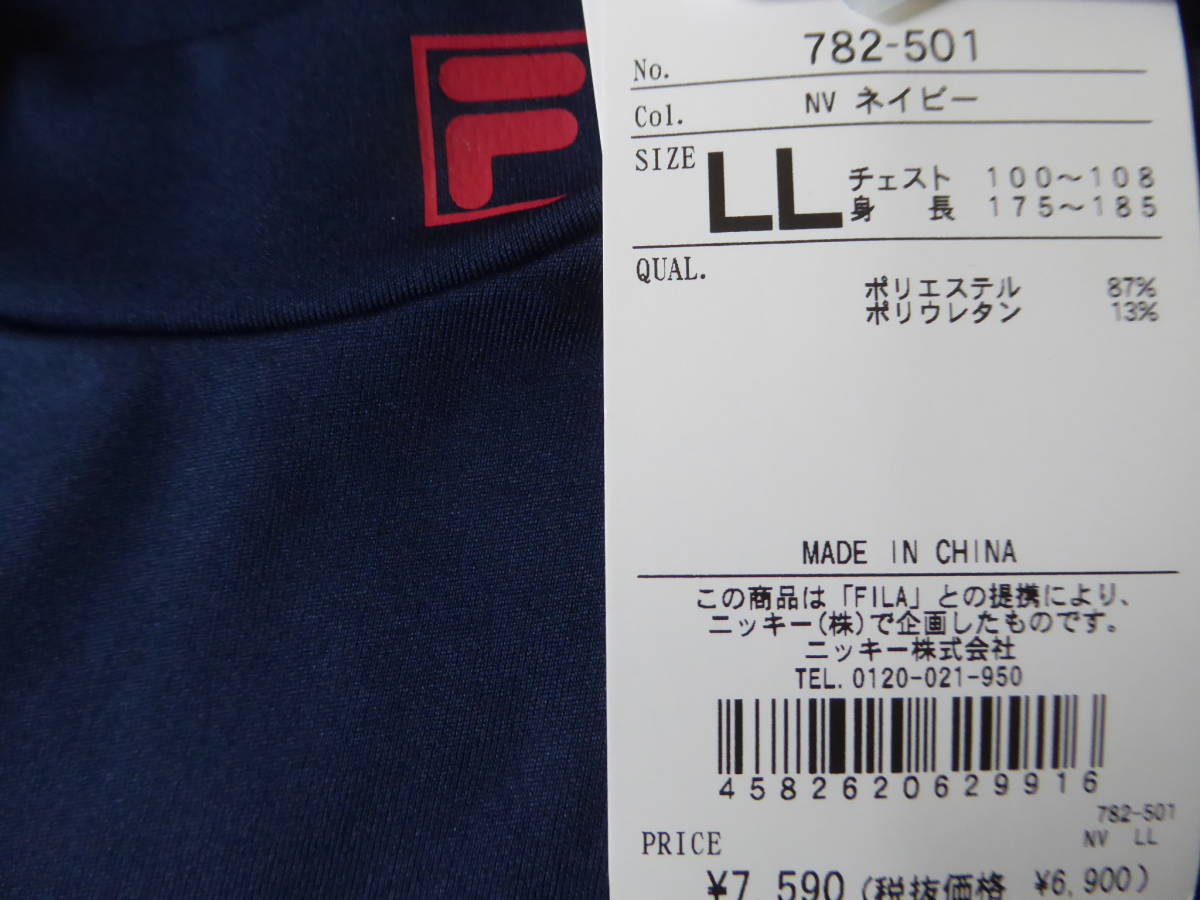 No. 782-501
Col. NV ネイビー
SIZE LL チェスト 100～108
身長 175～185
QUAL.
ポリエステル 87%
ポリウレタン 13%
MADE IN CHINA
この商品は「FILA」との提携により、
ニッキー(株)で企画したものです。
ニッキー株式会社
TEL. 0120-021-950
4582620629916
782-501
NV LL
PRICE
¥7,590 (税抜価格 ¥6,900)